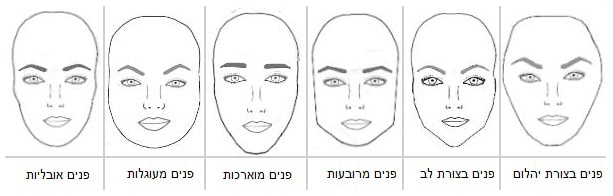 פנים אובליות
פנים מעוגלות
פנים מוארכות
פנים מרובעות
פנים בצורת לב
פנים בצורת יהלום